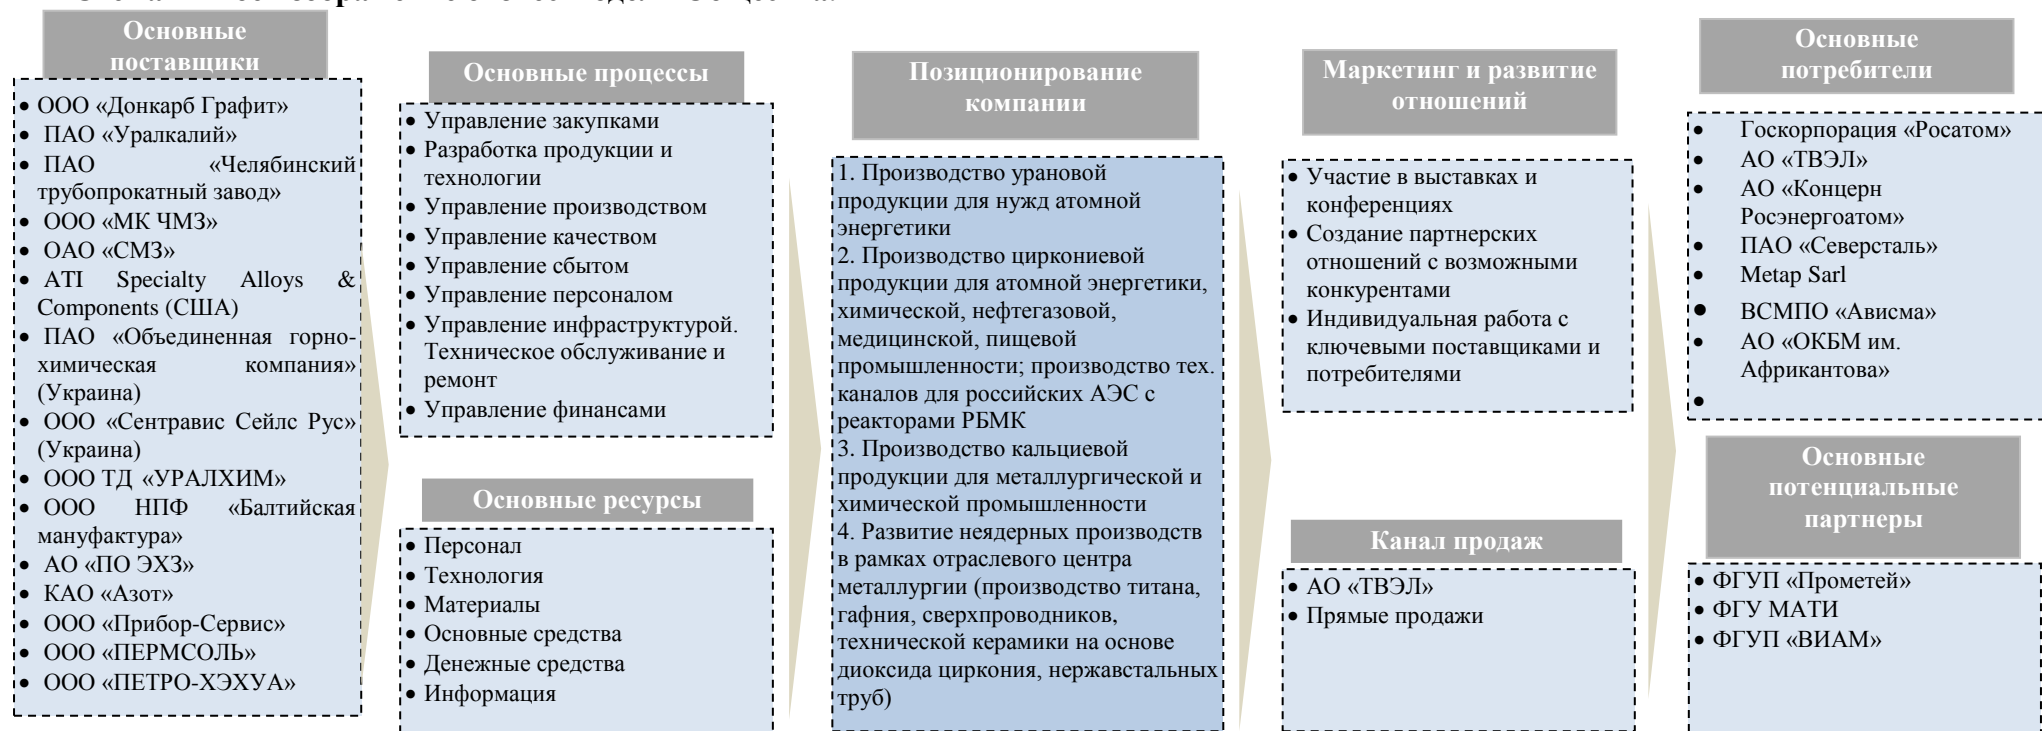 Основные
поставщики
• ООО «Донкарб Графит»
• ПАО «Уралкалий»
• ПАО «Челябинский
трубопрокатный завод»
• ООО «МК ЧМЗ»
• ОАО «СМЗ»
• ATI Specialty Alloys &
Components (США)
• ПАО «Объединенная горно-
химическая компания»
(Украина)
• ООО «Сентравис Сейлс Рус»
(Украина)
• ООО ТД «УРАЛХИМ»
• ООО НПФ «Балтийская
мануфактура»
• АО «ПО ЭХЗ»
• КАО «Азот»
• ООО «Прибор-Сервис»
• ООО «ПЕРМСОЛЬ»
• ООО «ПЕТРО-ХЭХУА»
Основные процессы
• Управление закупками
• Разработка продукции и
технологии
• Управление производством
• Управление качеством
• Управление сбытом
• Управление персоналом
• Управление инфраструктурой.
Техническое обслуживание и
ремонт
• Управление финансами
Основные ресурсы
• Персонал
• Технология
• Материалы
• Основные средства
• Денежные средства
• Информация
Позиционирование
компании
1. Производство урановой
продукции для нужд атомной
энергетики
2. Производство циркониевой
продукции для атомной энергетики,
химической, нефтегазовой,
медицинской, пищевой
промышленности; производство тех.
каналов для российских АЭС с
реакторами РБМК
3. Производство кальциевой
продукции для металлургической и
химической промышленности
4. Развитие неядерных производств
в рамках отраслевого центра
металлургии (производство титана,
гафния, сверхпроводников,
технической керамики на основе
диоксида циркония, нержавстальных
труб)
Маркетинг и развитие
отношений
• Участие в выставках и
конференциях
• Создание партнерских
отношений с возможными
конкурентами
• Индивидуальная работа с
ключевыми поставщиками и
потребителями
Канал продаж
• АО «ТВЭЛ»
• Прямые продажи
Основные
потребители
• Госкорпорация «Росатом»
• АО «ТВЭЛ»
• АО «Концерн
Росэнергоатом»
• ПАО «Северсталь»
• Metap Sarl
• ВСМПО «Ависма»
• АО «ОКБМ им.
Африкантова»
•
Основные
потенциальные
партнеры
• ФГУП «Прометей»
• ФГУ МАТИ
• ФГУП «ВИАМ»